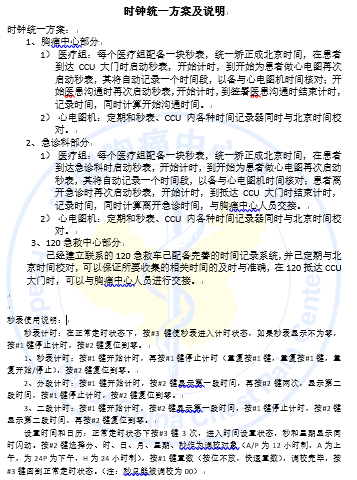 时钟统一方案及说明
时钟统一方案：
1、胸痛中心部分
1） 医疗组：每个医疗组配备一块秒表，统一矫正成北京时间，在患者
到达 CCU 大门时启动秒表，开始计时，到开始为患者做心电图再次
启动秒表，其将自动记录一个时间段，以备与心电图机时间核对；开
始医患沟通时再次启动秒表，开始计时，到签署医患沟通时结束计时，
记录时间，同时计算开始沟通时间。
2） 心电图机：定期和秒表、CCU 内各种时间记录器同时与北京时间校
对。
2、急诊科部分
1） 医疗组：每个医疗组配备一块秒表，统一矫正成北京时间，在患者
到达急诊科时启动秒表，开始计时，到开始为患者做心电图再次启动
秒表，其将自动记录一个时间段，以备与心电图机时间核对；患者离
开急诊时再次启动秒表，开始计时，到抵达 CCU 大门时结束计时，
记录时间，同时计算离开急诊时间，与胸痛中心人员交接。
2） 心电图机：定期和秒表、CCU 内各种时间记录器同时与北京时间校
对。
3、120 急救中心部分
已经建立联系的 120 急救车已配备完善的时间记录系统，并已定期与北
京时间校对，可以保证所要收集的相关时间的及时与准确，在 120 抵达 CCU
大门时，可以与胸痛中心人员进行交接。
秒表使用说明：
秒表计时：在正常走时状态下，按#3 键使秒表进入计时状态，如果秒表显示不为零，
按#1 键停止计时，按#2 键复位到零。
1、秒表计时：按#1 键开始计时，再按#1 键停止计时（重复按#1 键，重复按#1 键，重
复开始/停止），按#2 键复位到零。
2、分段计时：按#1 键开始计时，按#2 键显示第一段时间，再按#2 键两次，显示第二
段时间，按#1 键停止计时，按#2 键复位到零。
3、二段计时：按#1 键开始计时，按#2 键显示第一段时间，按#1 键停止计时，按#2 键
显示第二段时间，再按#2 键复位到零。
设置时间和日历：正常走时状态下按#3 键 3 次，进入时间设置状态，秒和星期显示同
时闪动。按#2 键选择分、时、日、月、星期、秒作为调校对象（A/P 为 12 小时制，A 为上
午，为 24P 为下午，H 为 24 小时制），按#1 键置数（按住不放，快速置数），调校完毕，按
#3 键回到正常走时状态。（注：秒只能被调校为 00）